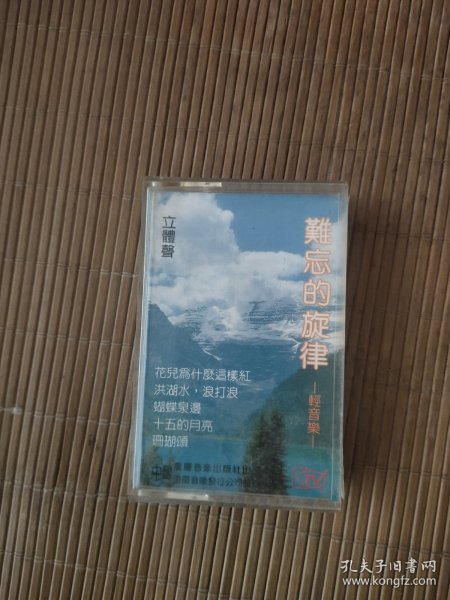 難忘的旋律
—輕音樂—
立體聲
花兒爲什麼這樣紅
洪湖水，浪打浪
蝴蝶泉邊
十五的月亮
珊瑚頌
孔夫子旧书网
www.kongfz.com